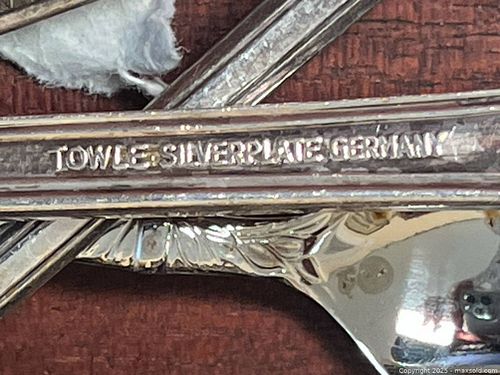 TOWLE SILVERPLATE GERMANY
Copyright 2025 - maxsold.com